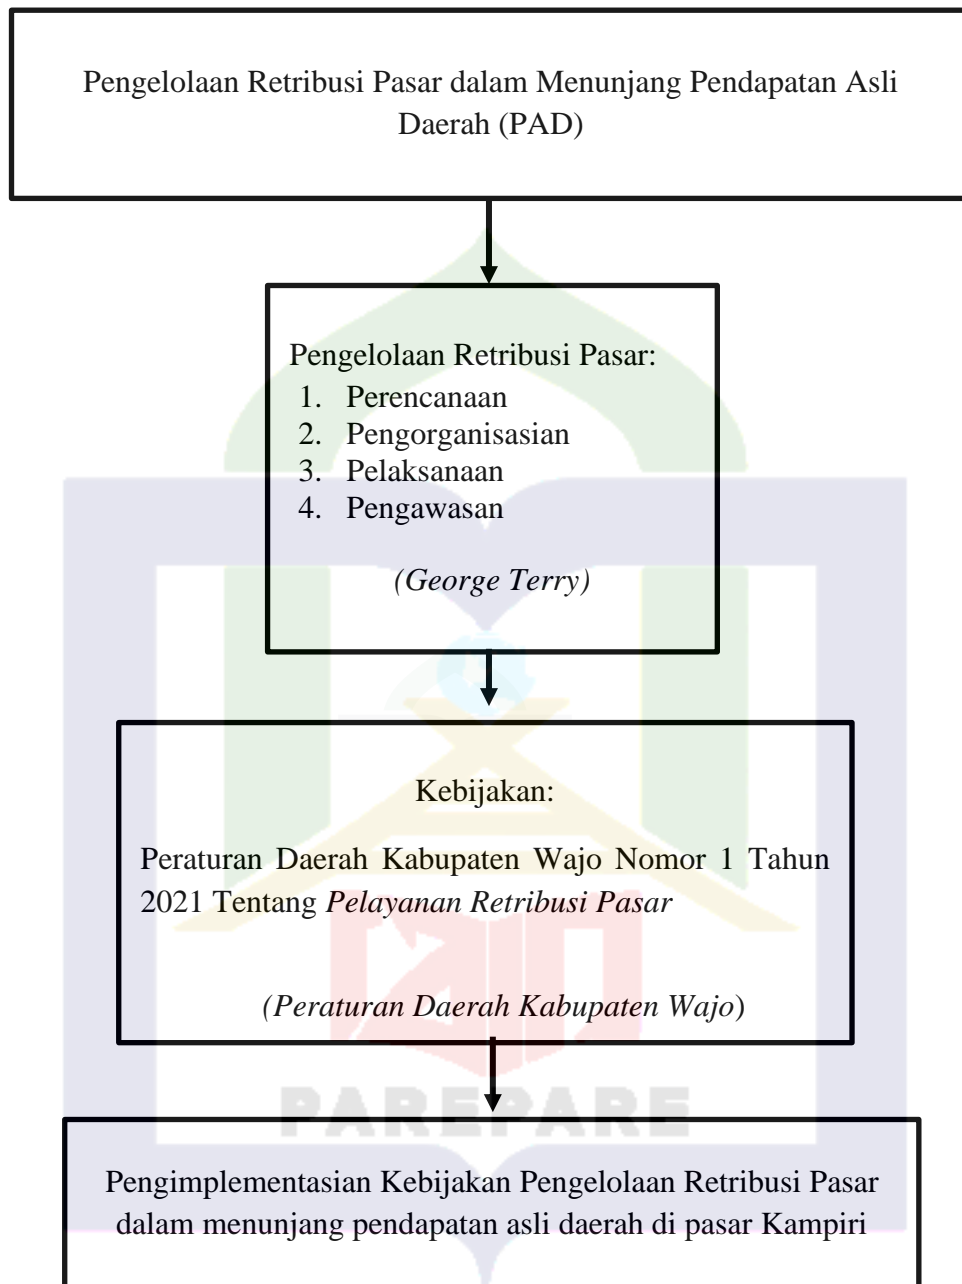 Pengelolaan Retribusi Pasar dalam Menunjang Pendapatan Asli
Daerah (PAD)
Pengelolaan Retribusi Pasar:
1. Perencanaan
2. Pengorganisasian
3. Pelaksanaan
4. Pengawasan
(George Terry)
Kebijakan:
Peraturan Daerah Kabupaten Wajo Nomor 1 Tahun
2021 Tentang Pelayanan Retribusi Pasar
(Peraturan Daerah Kabupaten Wajo)
PAREPARE
Pengimplementasian Kebijakan Pengelolaan Retribusi Pasar
dalam menunjang pendapatan asli daerah di pasar Kampiri